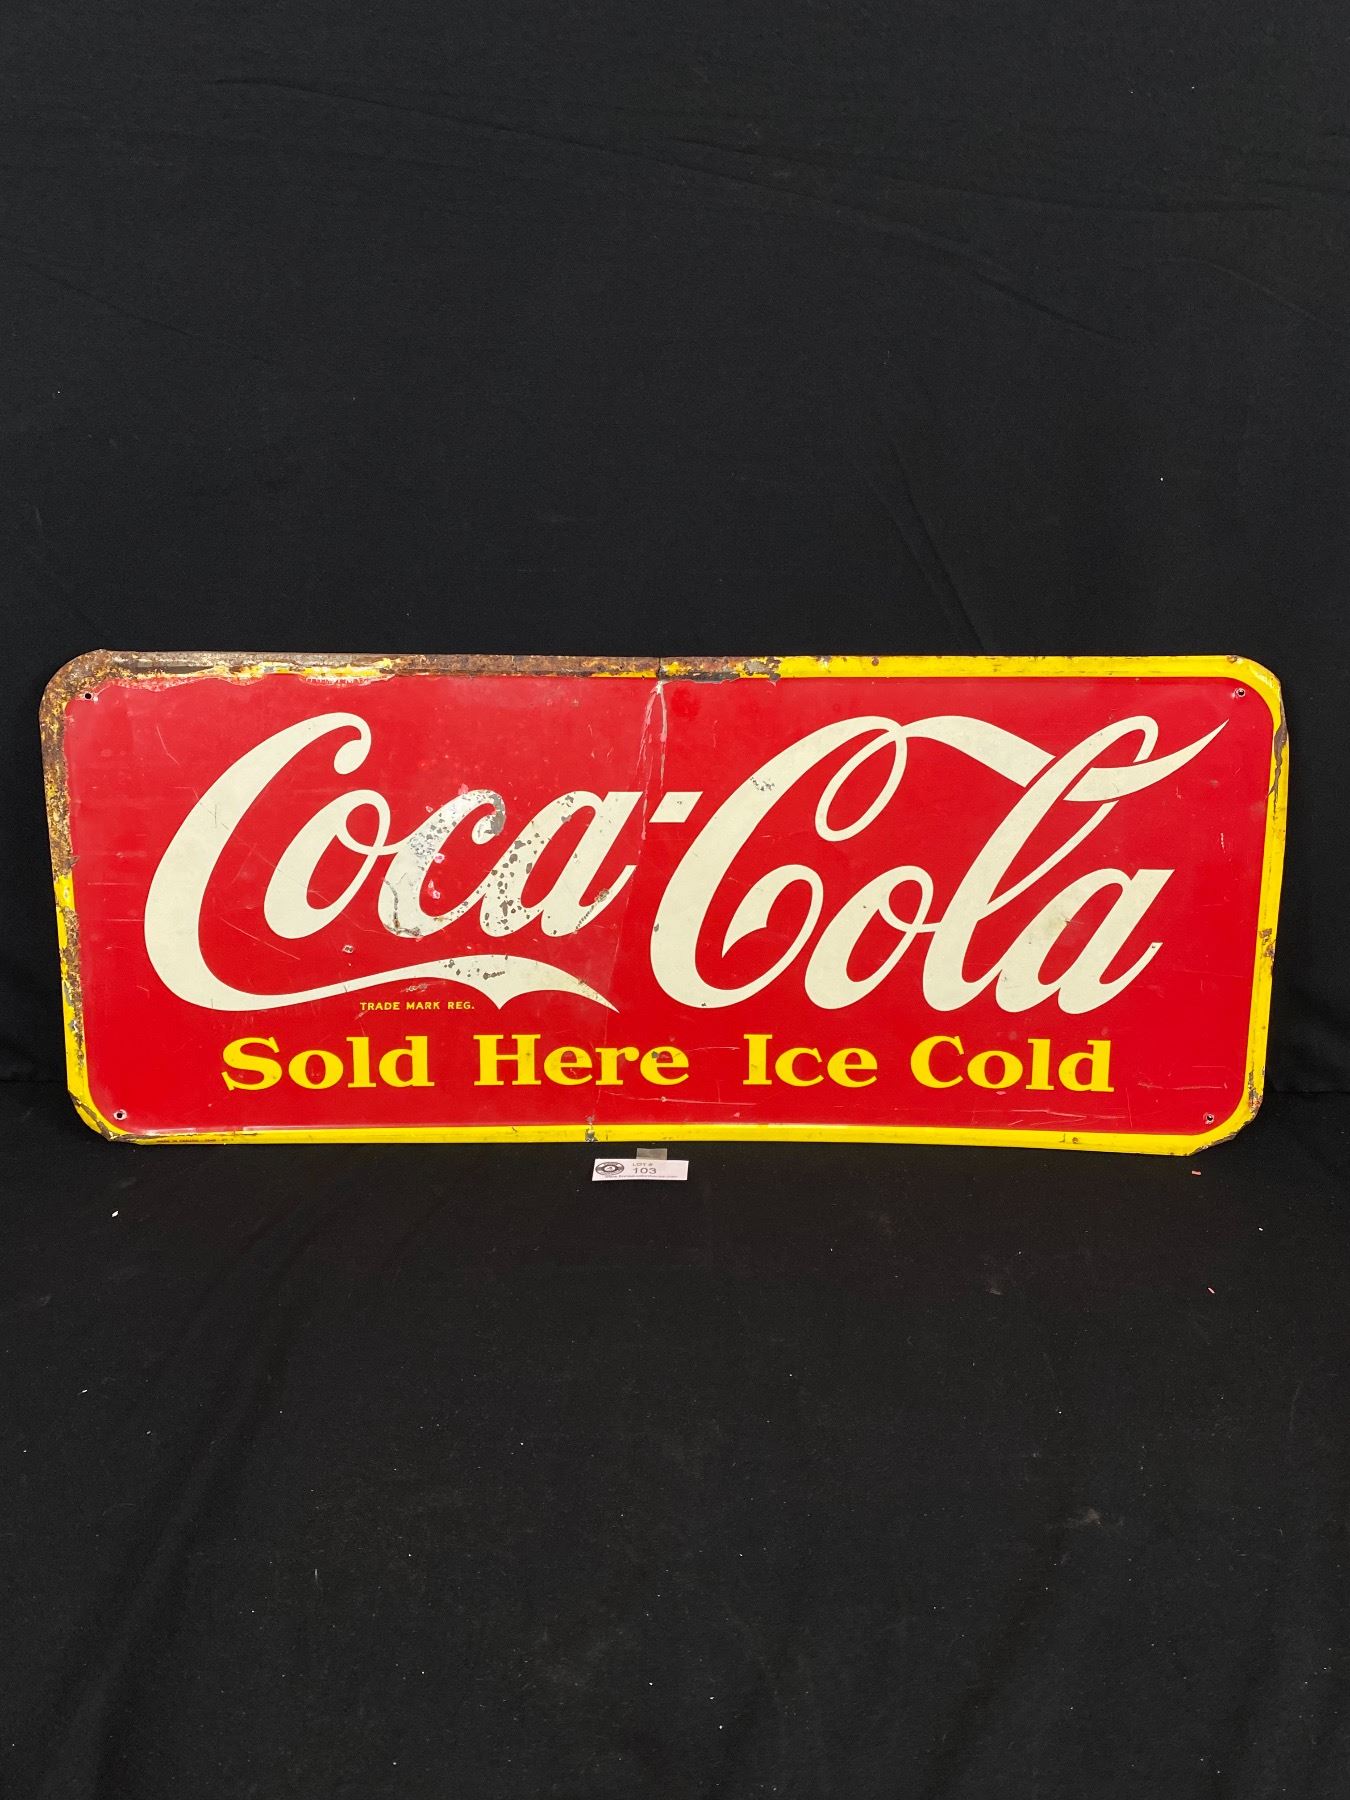 Coca-Cola
TRADE MARK REG.
Sold Here Ice Cold
LOT #
103